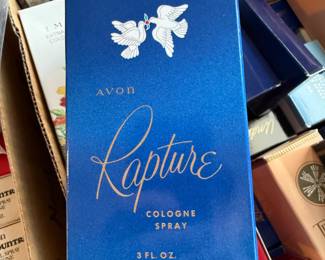 AVON
Rapture
COLOGNE
SPRAY
3 FL. OZ.